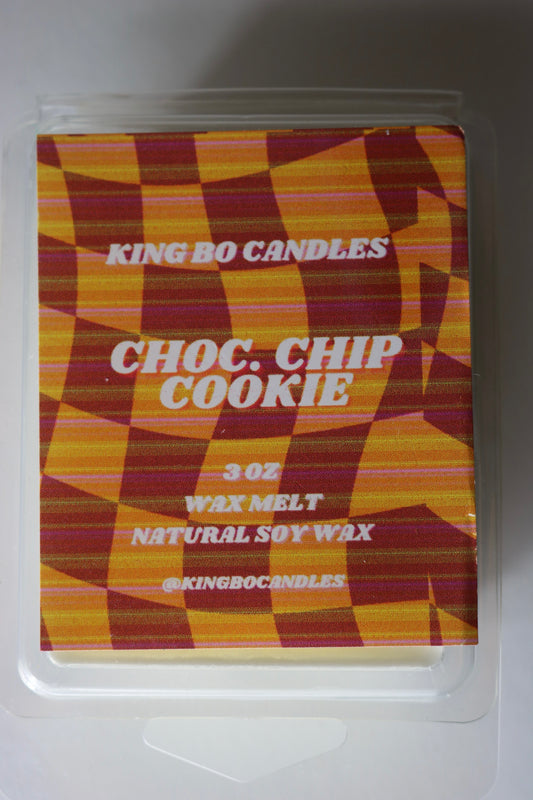 KING BO CANDLES
CHOC. CHIP
COOKIE
3 OZ
WAX MELT
NATURAL SOY WAX
@KINGBOCANDLES